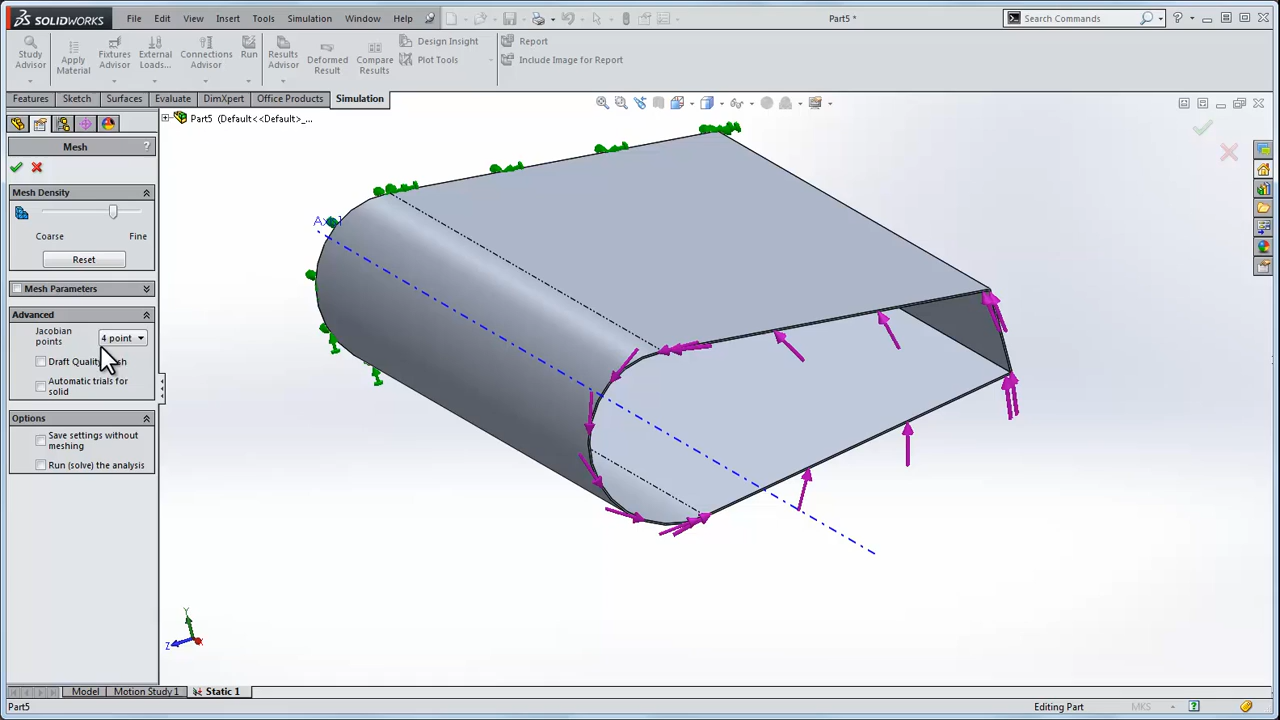 SOLIDWORKS File Edit View Insert Tools Simulation Window Help Part5 * Search Commands ?
Study Advisor
Apply Material
Fixtures Advisor
External Loads...
Connections Advisor
Run
Results Advisor
Deformed Result
Compare Results
Design Insight
Plot Tools
Report
Include Image for Report
Features Sketch Surfaces Evaluate DimXpert Office Products Simulation
Part5 (Default<<Default>_...
Mesh ?
Mesh Density
Coarse Fine
Reset
Mesh Parameters
Advanced
Jacobian points
4 point
Draft Quality
Automatic trials for solid
Options
Save settings without meshing
Run (solve) the analysis
Y
Z
X
Model Motion Study 1 Static 1
Part5 Editing Part MKS ?